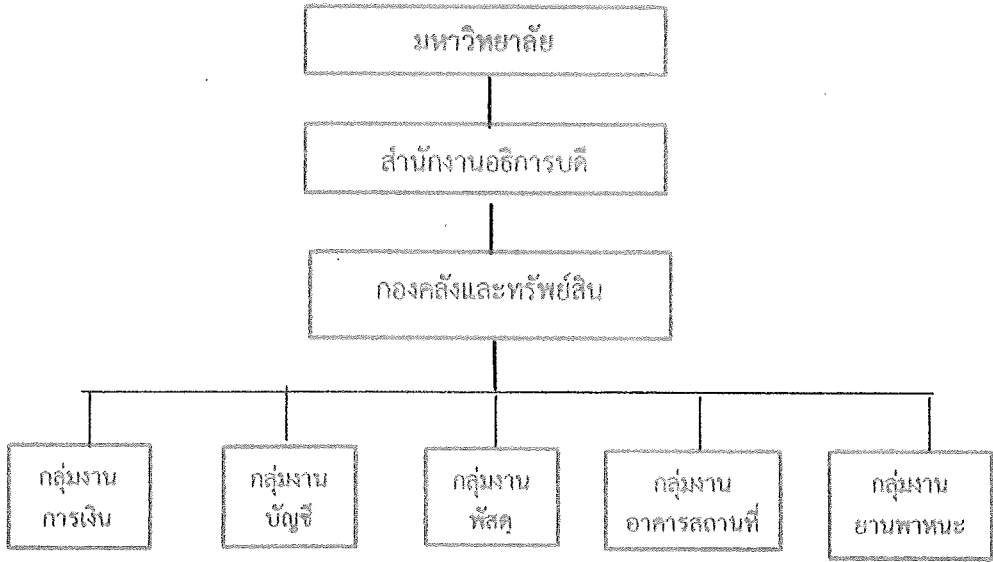 มหาวิทยาลัย
สำนักงานอธิการบดี
กองคลังและทรัพย์สิน
กลุ่มงาน
การเงิน
กลุ่มงาน
บัญชี
กลุ่มงาน
พัสดุ
กลุ่มงาน
อาคารสถานที่
กลุ่มงาน
ยานพาหนะ